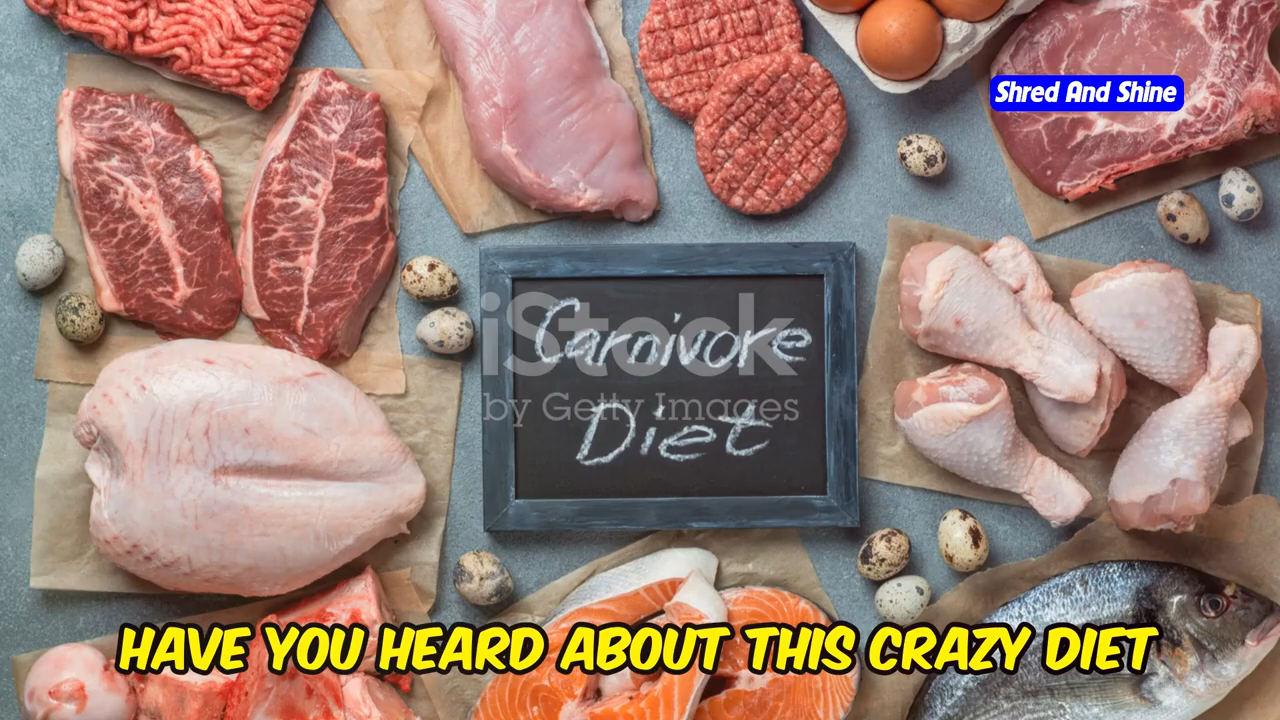 Shred And Shine
Carnivore
iStock
by Getty Images
Diet
HAVE YOU HEARD ABOUT THIS CRAZY DIET